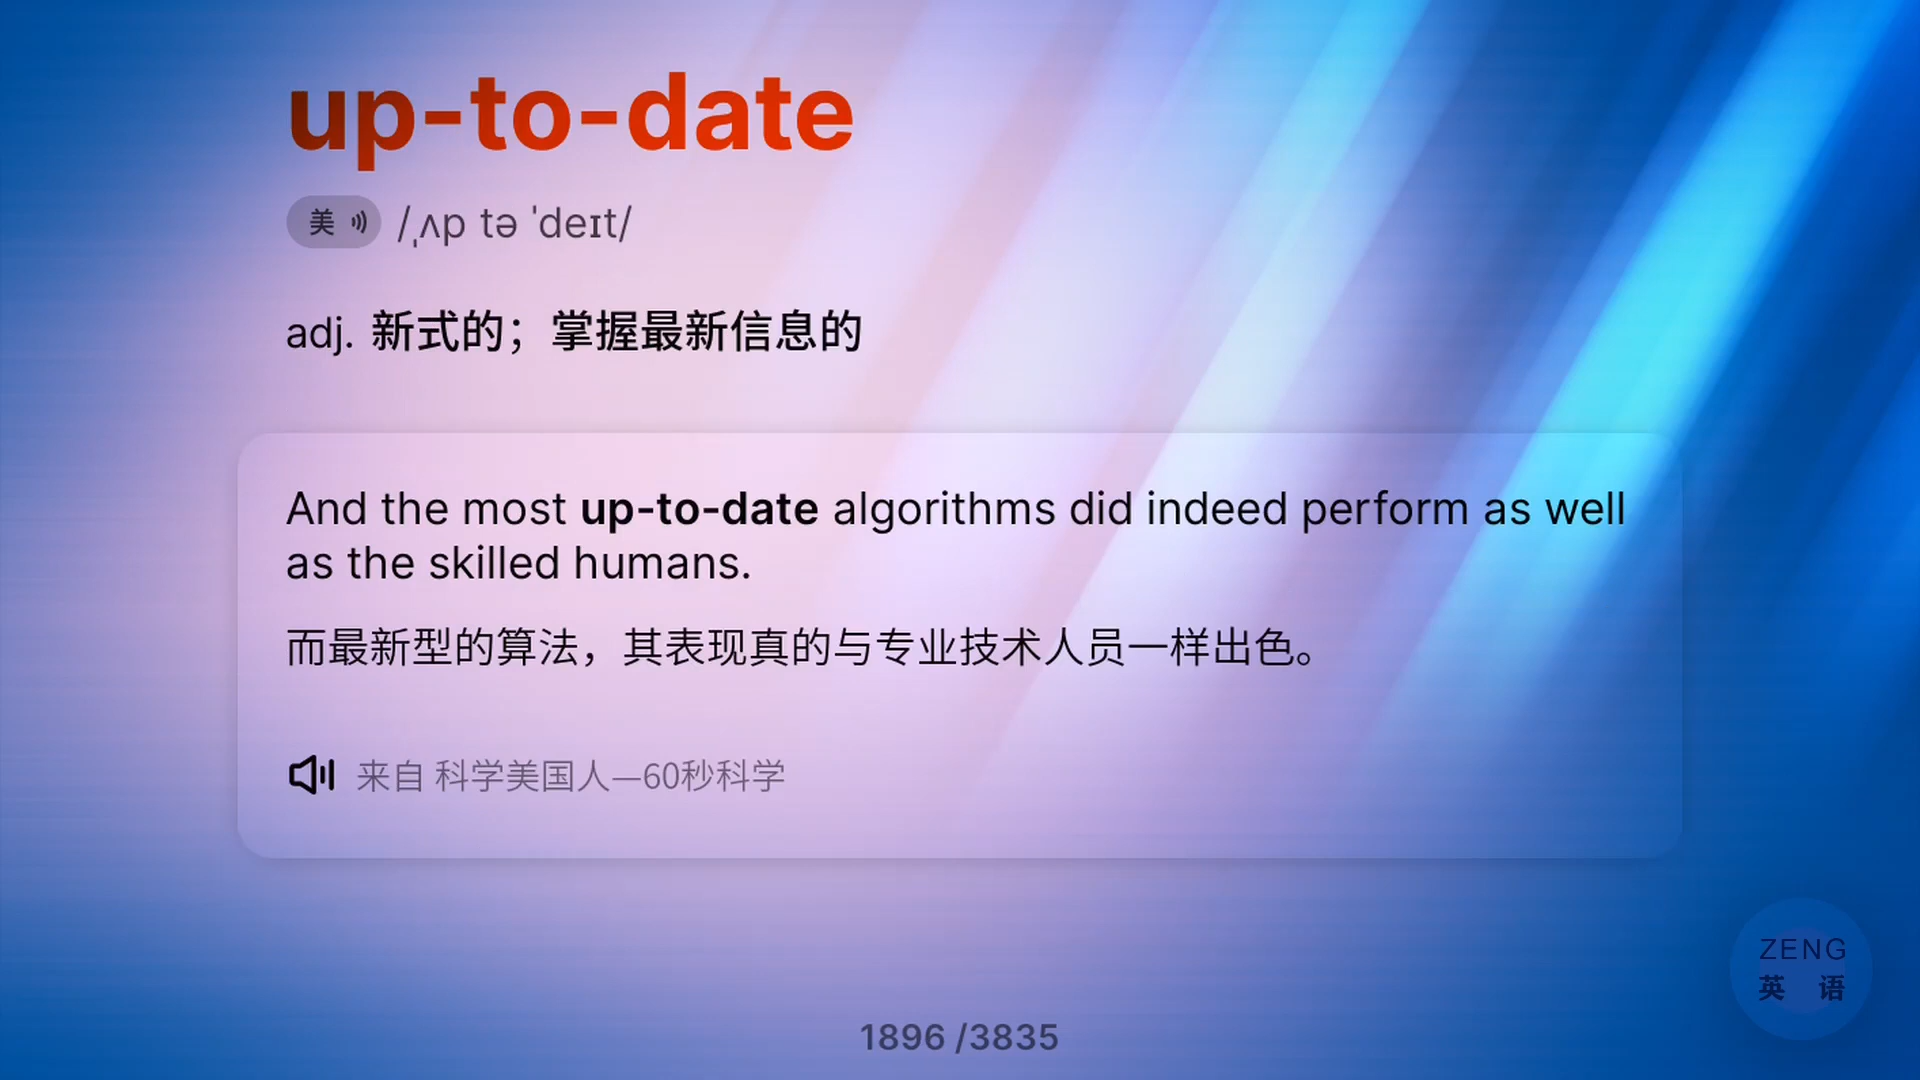 up-to-date
美 /ˌʌp tə ˈdeɪt/
adj. 新式的；掌握最新信息的
And the most up-to-date algorithms did indeed perform as well
as the skilled humans.
而最新型的算法，其表现真的与专业技术人员一样出色。
来自 科学美国人—60秒科学
ZENG
英 语
1896 /3835